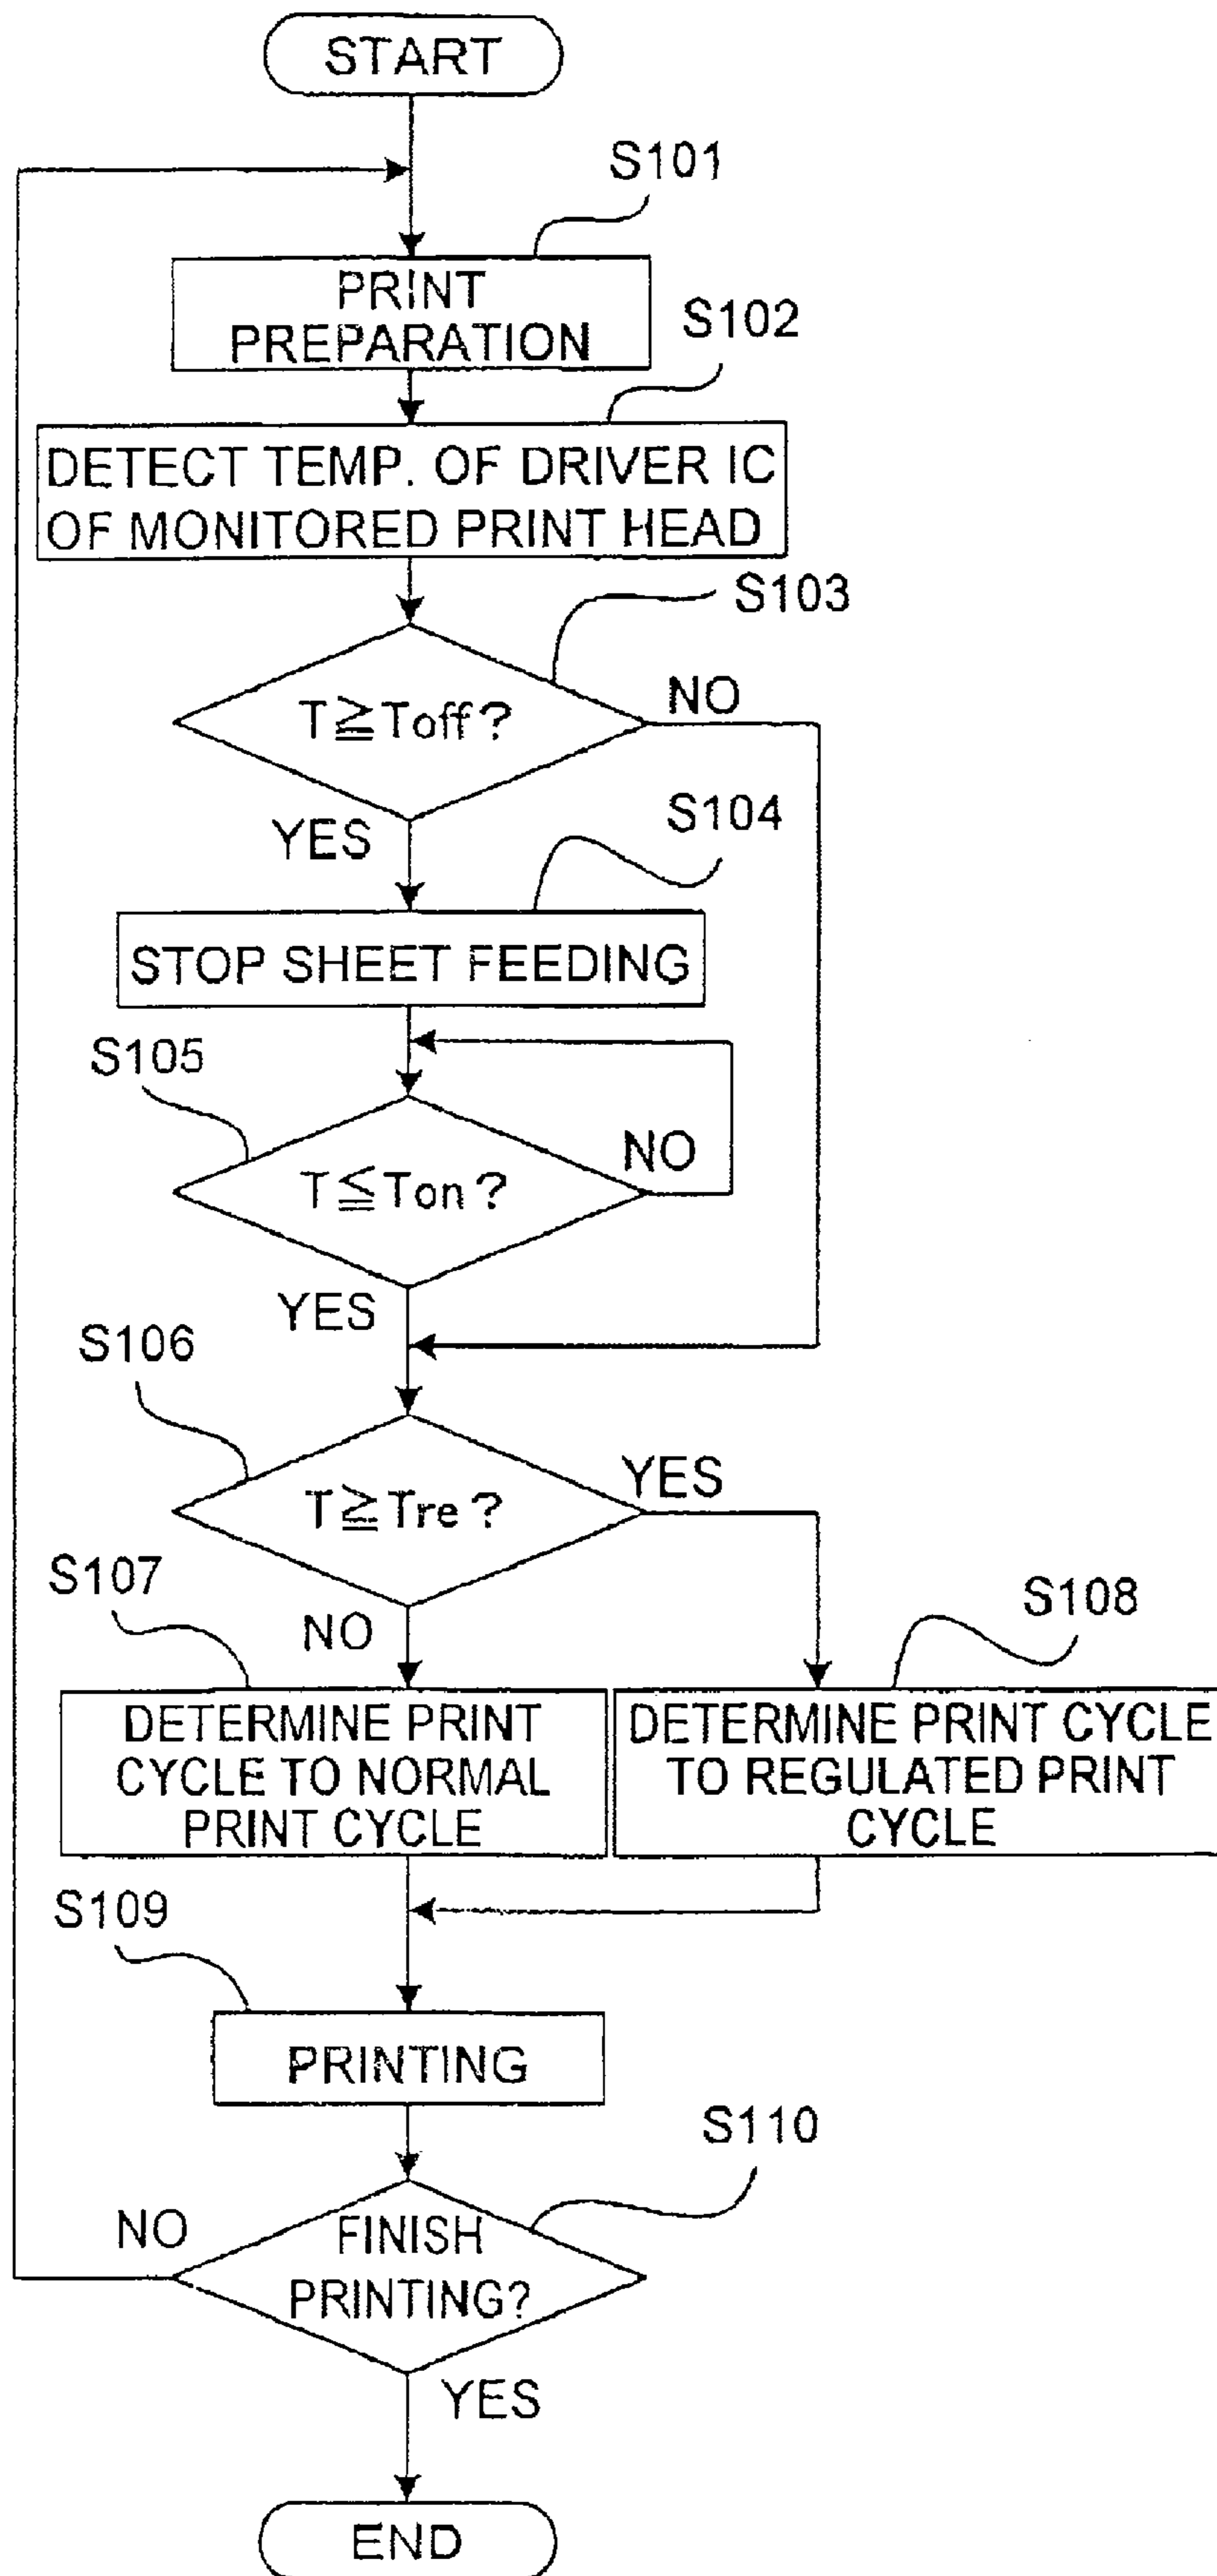 START
S101
PRINT
PREPARATION
S102
DETECT TEMP. OF DRIVER IC
OF MONITORED PRINT HEAD
S103
T≧Toff?
NO
YES
S104
STOP SHEET FEEDING
S105
T≦Ton?
NO
YES
S106
T≧Tre?
YES
NO
S107
DETERMINE PRINT
CYCLE TO NORMAL
PRINT CYCLE
S108
DETERMINE PRINT CYCLE
TO REGULATED PRINT
CYCLE
S109
PRINTING
S110
FINISH
PRINTING?
NO
YES
END